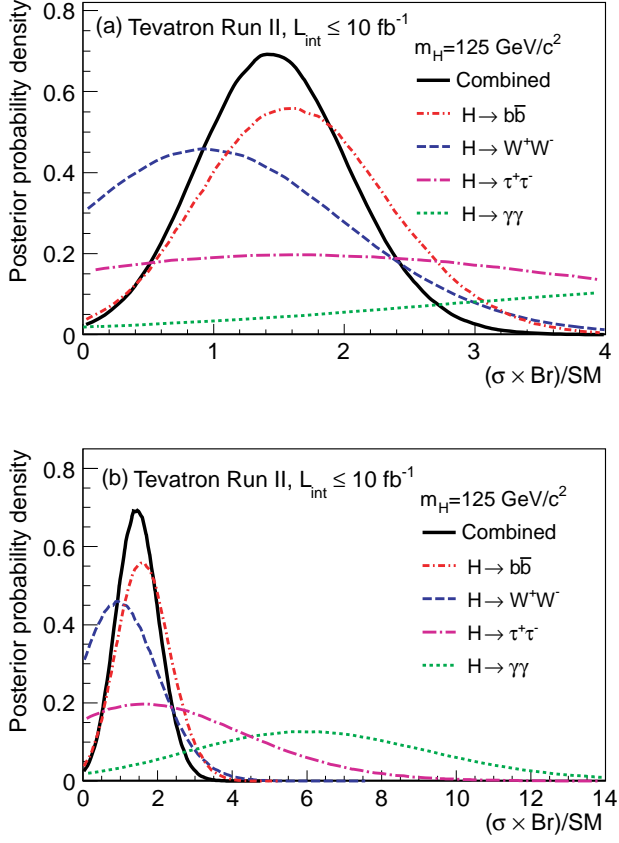 (a) Tevatron Run II, L_int ≤ 10 fb⁻¹
m_H=125 GeV/c²
Combined
H→ bb̄
H→ W⁺W⁻
H→ τ⁺τ⁻
H→ γγ
Posterior probability density
0.8
0.6
0.4
0.2
0
0 1 2 3 4
(σ × Br)/SM
(b) Tevatron Run II, L_int ≤ 10 fb⁻¹
m_H=125 GeV/c²
Combined
H→ bb̄
H→ W⁺W⁻
H→ τ⁺τ⁻
H→ γγ
Posterior probability density
0.8
0.6
0.4
0.2
0
0 2 4 6 8 10 12 14
(σ × Br)/SM